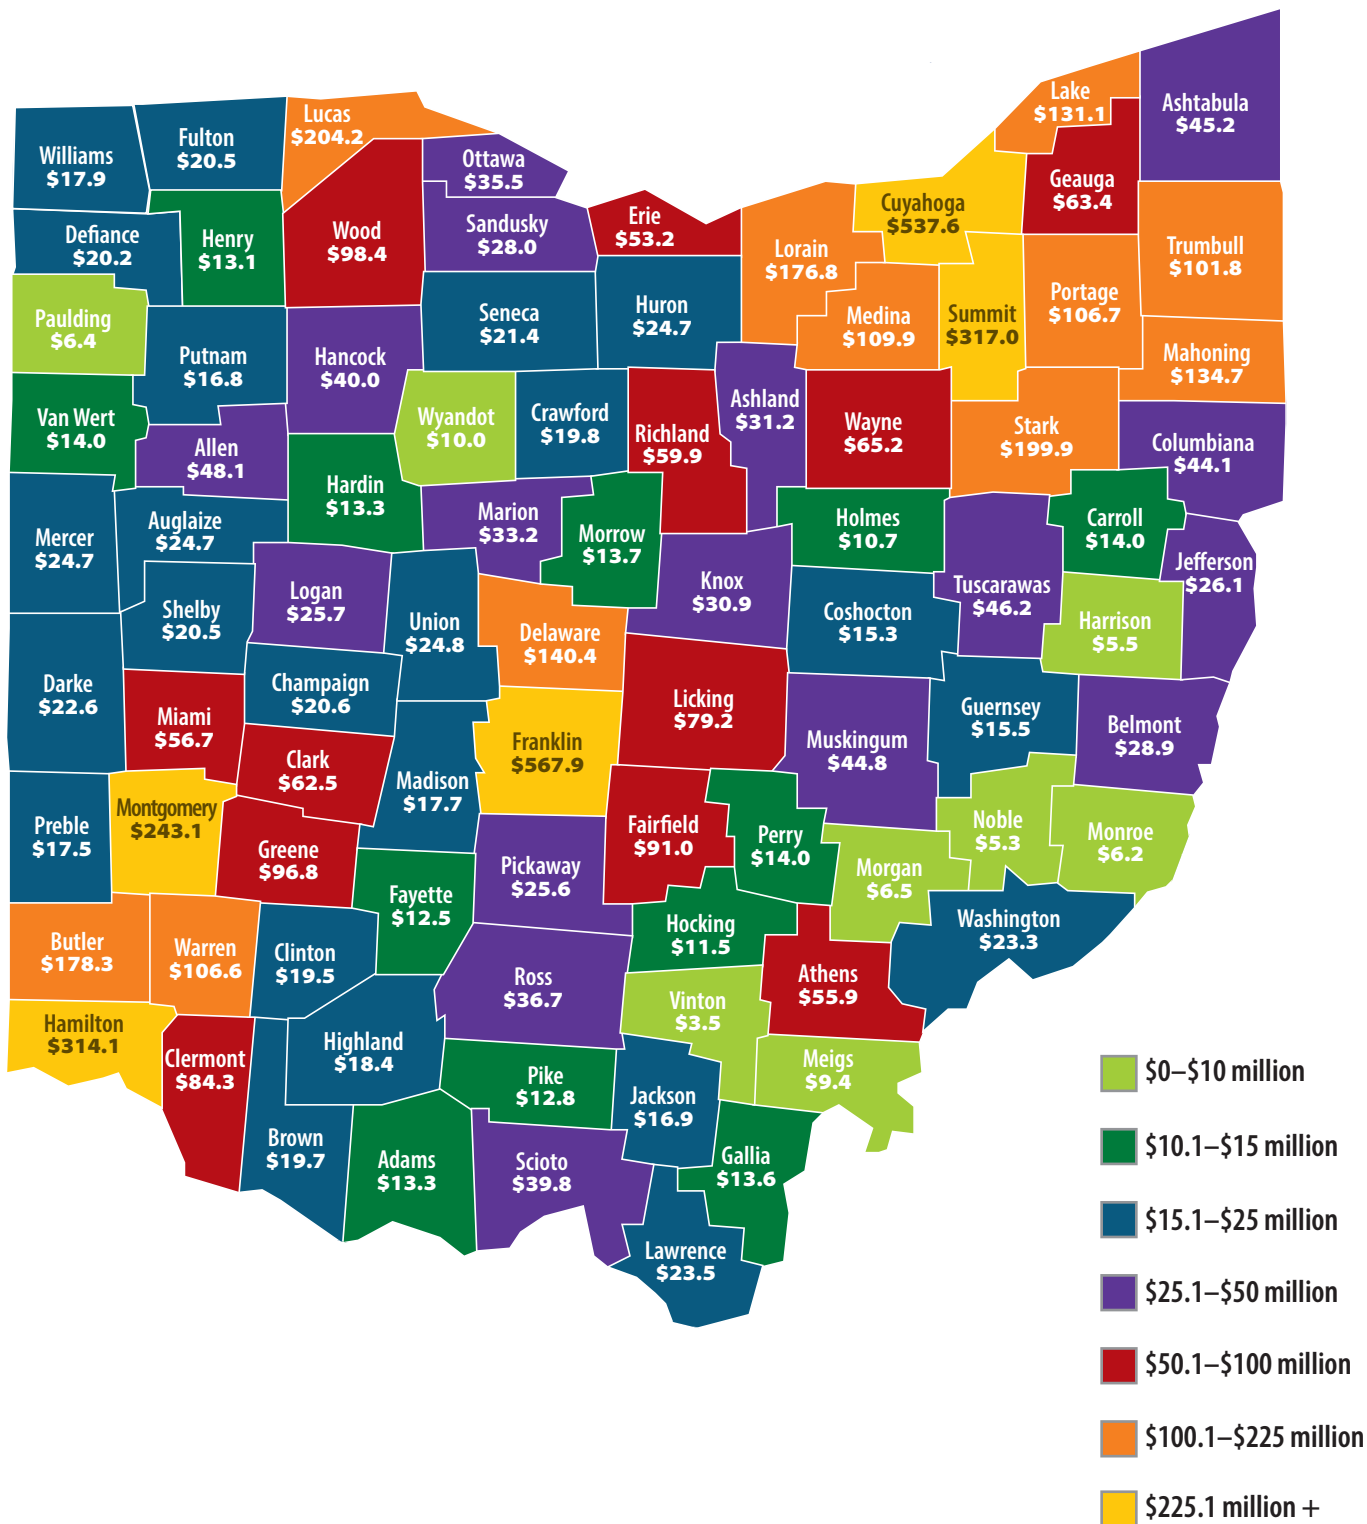 Lake
$131.1
Ashtabula
$45.2
Lucas
$204.2
Fulton
$20.5
Williams
$17.9
Ottawa
$35.5
Geauga
$63.4
Cuyahoga
$537.6
Erie
$53.2
Sandusky
$28.0
Wood
$98.4
Henry
$13.1
Defiance
$20.2
Lorain
$176.8
Trumbull
$101.8
Portage
$106.7
Summit
$317.0
Medina
$109.9
Huron
$24.7
Seneca
$21.4
Paulding
$6.4
Putnam
$16.8
Hancock
$40.0
Mahoning
$134.7
Van Wert
$14.0
Allen
$48.1
Wyandot
$10.0
Crawford
$19.8
Richland
$59.9
Ashland
$31.2
Wayne
$65.2
Stark
$199.9
Columbiana
$44.1
Hardin
$13.3
Mercer
$24.7
Auglaize
$24.7
Marion
$33.2
Morrow
$13.7
Holmes
$10.7
Carroll
$14.0
Jefferson
$26.1
Knox
$30.9
Tuscarawas
$46.2
Logan
$25.7
Shelby
$20.5
Union
$24.8
Delaware
$140.4
Coshocton
$15.3
Harrison
$5.5
Darke
$22.6
Miami
$56.7
Champaign
$20.6
Licking
$79.2
Guernsey
$15.5
Belmont
$28.9
Clark
$62.5
Madison
$17.7
Franklin
$567.9
Muskingum
$44.8
Preble
$17.5
Montgomery
$243.1
Greene
$96.8
Fairfield
$91.0
Perry
$14.0
Noble
$5.3
Monroe
$6.2
Pickaway
$25.6
Fayette
$12.5
Morgan
$6.5
Hocking
$11.5
Washington
$23.3
Butler
$178.3
Warren
$106.6
Clinton
$19.5
Ross
$36.7
Athens
$55.9
Vinton
$3.5
Hamilton
$314.1
Clermont
$84.3
Highland
$18.4
Pike
$12.8
Jackson
$16.9
Meigs
$9.4
Brown
$19.7
Adams
$13.3
Scioto
$39.8
Gallia
$13.6
Lawrence
$23.5
$0–$10 million
$10.1–$15 million
$15.1–$25 million
$25.1–$50 million
$50.1–$100 million
$100.1–$225 million
$225.1 million +